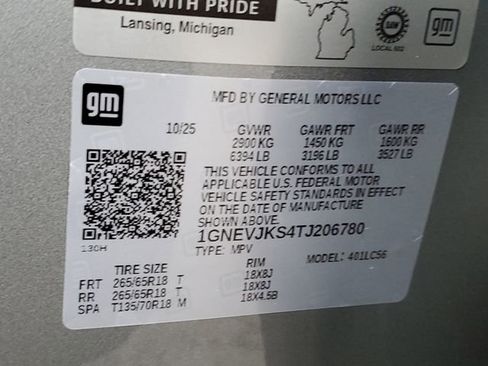 BUILT WITH PRIDE
Lansing, Michigan
LOCAL 602
gm
gm
MFD BY GENERAL MOTORS LLC
10/25 GVWR GAWR FRT GAWR RR
2900 KG 1450 KG 1600 KG
6394 LB 3196 LB 3527 LB
THIS VEHICLE CONFORMS TO ALL
APPLICABLE U.S. FEDERAL MOTOR
VEHICLE SAFETY STANDARDS IN EFFECT
ON THE DATE OF MANUFACTURE
SHOWN ABOVE.
1GNEVJKS4TJ206780
130H
TYPE: MPV MODEL: 401LC56
TIRE SIZE RIM
FRT 265/65R18 T 18X8J
RR 265/65R18 T 18X8J
SPA T135/70R18 M 18X4.5B